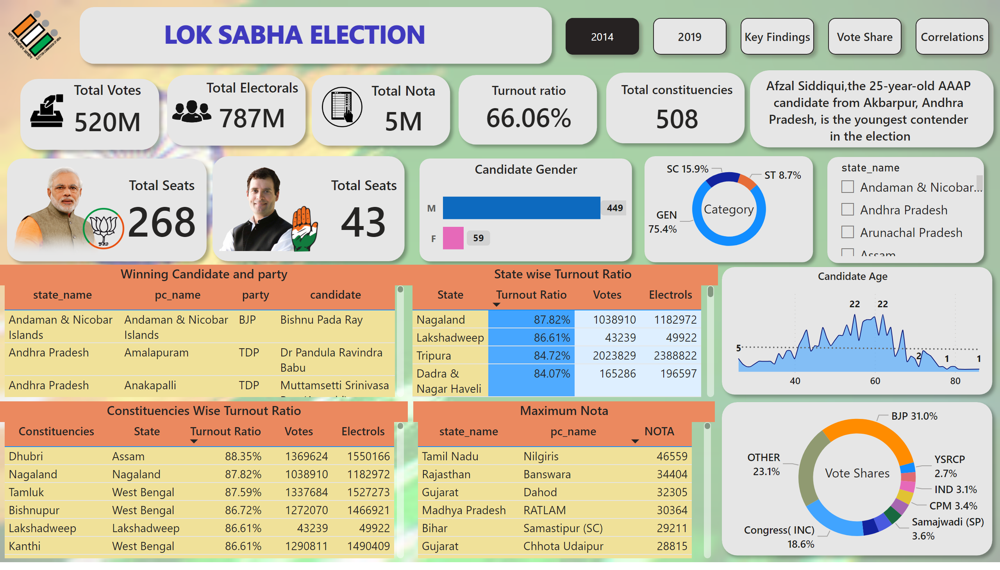 भारत निर्वाचन आयोग
ELECTION COMMISSION OF INDIA
LOK SABHA ELECTION
2014
2019
Key Findings
Vote Share
Correlations
Total Votes
520M
Total Electorals
787M
Total Nota
5M
Turnout ratio
66.06%
Total constituencies
508
Afzal Siddiqui,the 25-year-old AAAP
candidate from Akbarpur, Andhra
Pradesh, is the youngest contender
in the election
Total Seats
268
Total Seats
43
Candidate Gender
M 449
F 59
SC 15.9%
ST 8.7%
GEN
75.4%
Category
state_name
Andaman & Nicobar...
Andhra Pradesh
Arunachal Pradesh
Assam
Winning Candidate and party
state_name pc_name party candidate
Andaman & Nicobar Islands Andaman & Nicobar Islands BJP Bishnu Pada Ray
Andhra Pradesh Amalapuram TDP Dr Pandula Ravindra Babu
Andhra Pradesh Anakapalli TDP Muttamsetti Srinivasa
State wise Turnout Ratio
State Turnout Ratio Votes Electrols
Nagaland 87.82% 1038910 1182972
Lakshadweep 86.61% 43239 49922
Tripura 84.72% 2023829 2388822
Dadra & Nagar Haveli 84.07% 165286 196597
Candidate Age
22 22
5
2 1 1
40 60 80
Constituencies Wise Turnout Ratio
Constituencies State Turnout Ratio Votes Electrols
Dhubri Assam 88.35% 1369624 1550166
Nagaland Nagaland 87.82% 1038910 1182972
Tamluk West Bengal 87.59% 1337684 1527273
Bishnupur West Bengal 86.72% 1272070 1466921
Lakshadweep Lakshadweep 86.61% 43239 49922
Kanthi West Bengal 86.61% 1290811 1490409
Maximum Nota
state_name pc_name NOTA
Tamil Nadu Nilgiris 46559
Rajasthan Banswara 34404
Gujarat Dahod 32305
Madhya Pradesh RATLAM 30364
Bihar Samastipur (SC) 29211
Gujarat Chhota Udaipur 28815
BJP 31.0%
OTHER
23.1%
YSRCP
2.7%
Vote Shares
IND 3.1%
CPM 3.4%
Samajwadi (SP)
3.6%
Congress( INC)
18.6%